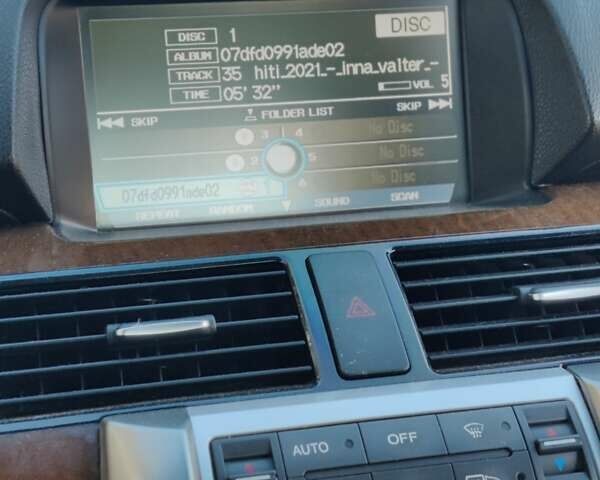 DISC
DISC 1
ALBUM 07dfd0991ade02
TRACK 35 hiti_2021_-_inna_valter_-
TIME 05' 32"
VOL 5
SKIP FOLDER LIST SKIP
3 4 No Disc
2 5 No Disc
07dfd0991ade02 6 No Disc
REPEAT RANDOM SOUND SCAN
AUTO OFF